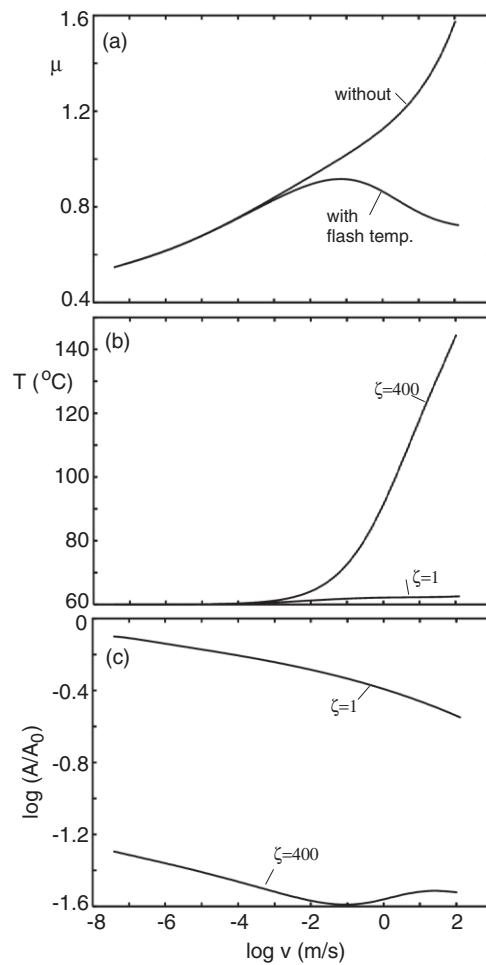 1.6
(a)
μ
without
1.2
0.8
with
flash temp.
0.4
(b)
140
T (°C)
ζ=400
120
100
80
ζ=1
60
0
(c)
-0.4
ζ=1
log (A/A0)
-0.8
-1.2
ζ=400
-1.6
-8 -6 -4 -2 0 2
log v (m/s)